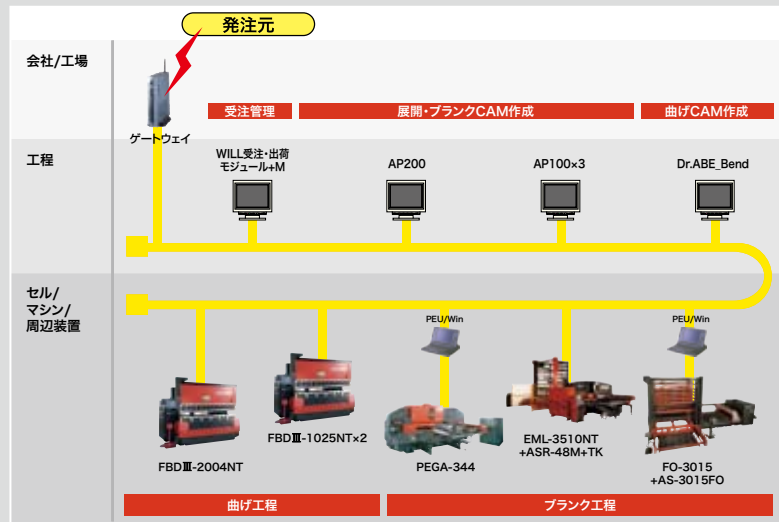 発注元
会社/工場
ゲートウェイ
受注管理
展開・ブランクCAM作成
曲げCAM作成
工程
WILL受注・出荷
モジュール+M
AP200
AP100×3
Dr.ABE_Bend
セル/
マシン/
周辺装置
PEU/Win
PEU/Win
FBDⅢ-2004NT
FBDⅢ-1025NT×2
PEGA-344
EML-3510NT
+ASR-48M+TK
FO-3015
+AS-3015FO
曲げ工程
ブランク工程